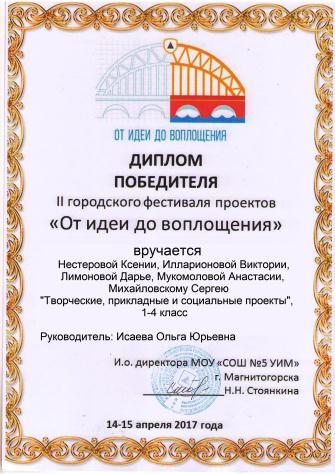 ОТ ИДЕИ ДО ВОПЛОЩЕНИЯ
ДИПЛОМ
ПОБЕДИТЕЛЯ
II городского фестиваля проектов
«От идеи до воплощения»
вручается
Нестеровой Ксении, Илларионовой Виктории,
Лимоновой Дарье, Мукомоловой Анастасии,
Михайловскому Сергею
"Творческие, прикладные и социальные проекты",
1-4 класс
Руководитель: Исаева Ольга Юрьевна
И.о. директора МОУ «СОШ №5 УИМ»
г. Магнитогорска
Н.Н. Стоянкина
14-15 апреля 2017 года